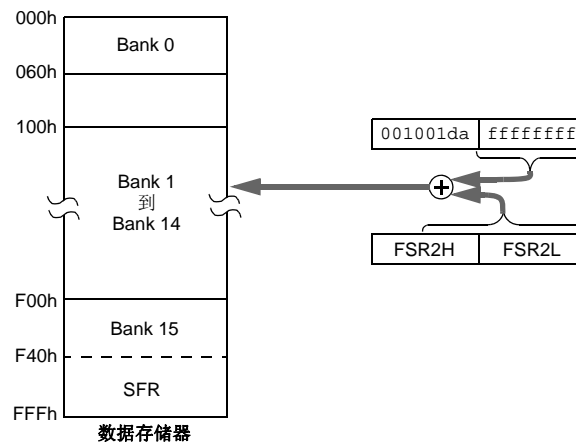 000h
Bank 0
060h
100h
001001da ffffffff
Bank 1
到
Bank 14
FSR2H FSR2L
F00h
Bank 15
F40h
SFR
FFFh
数据存储器